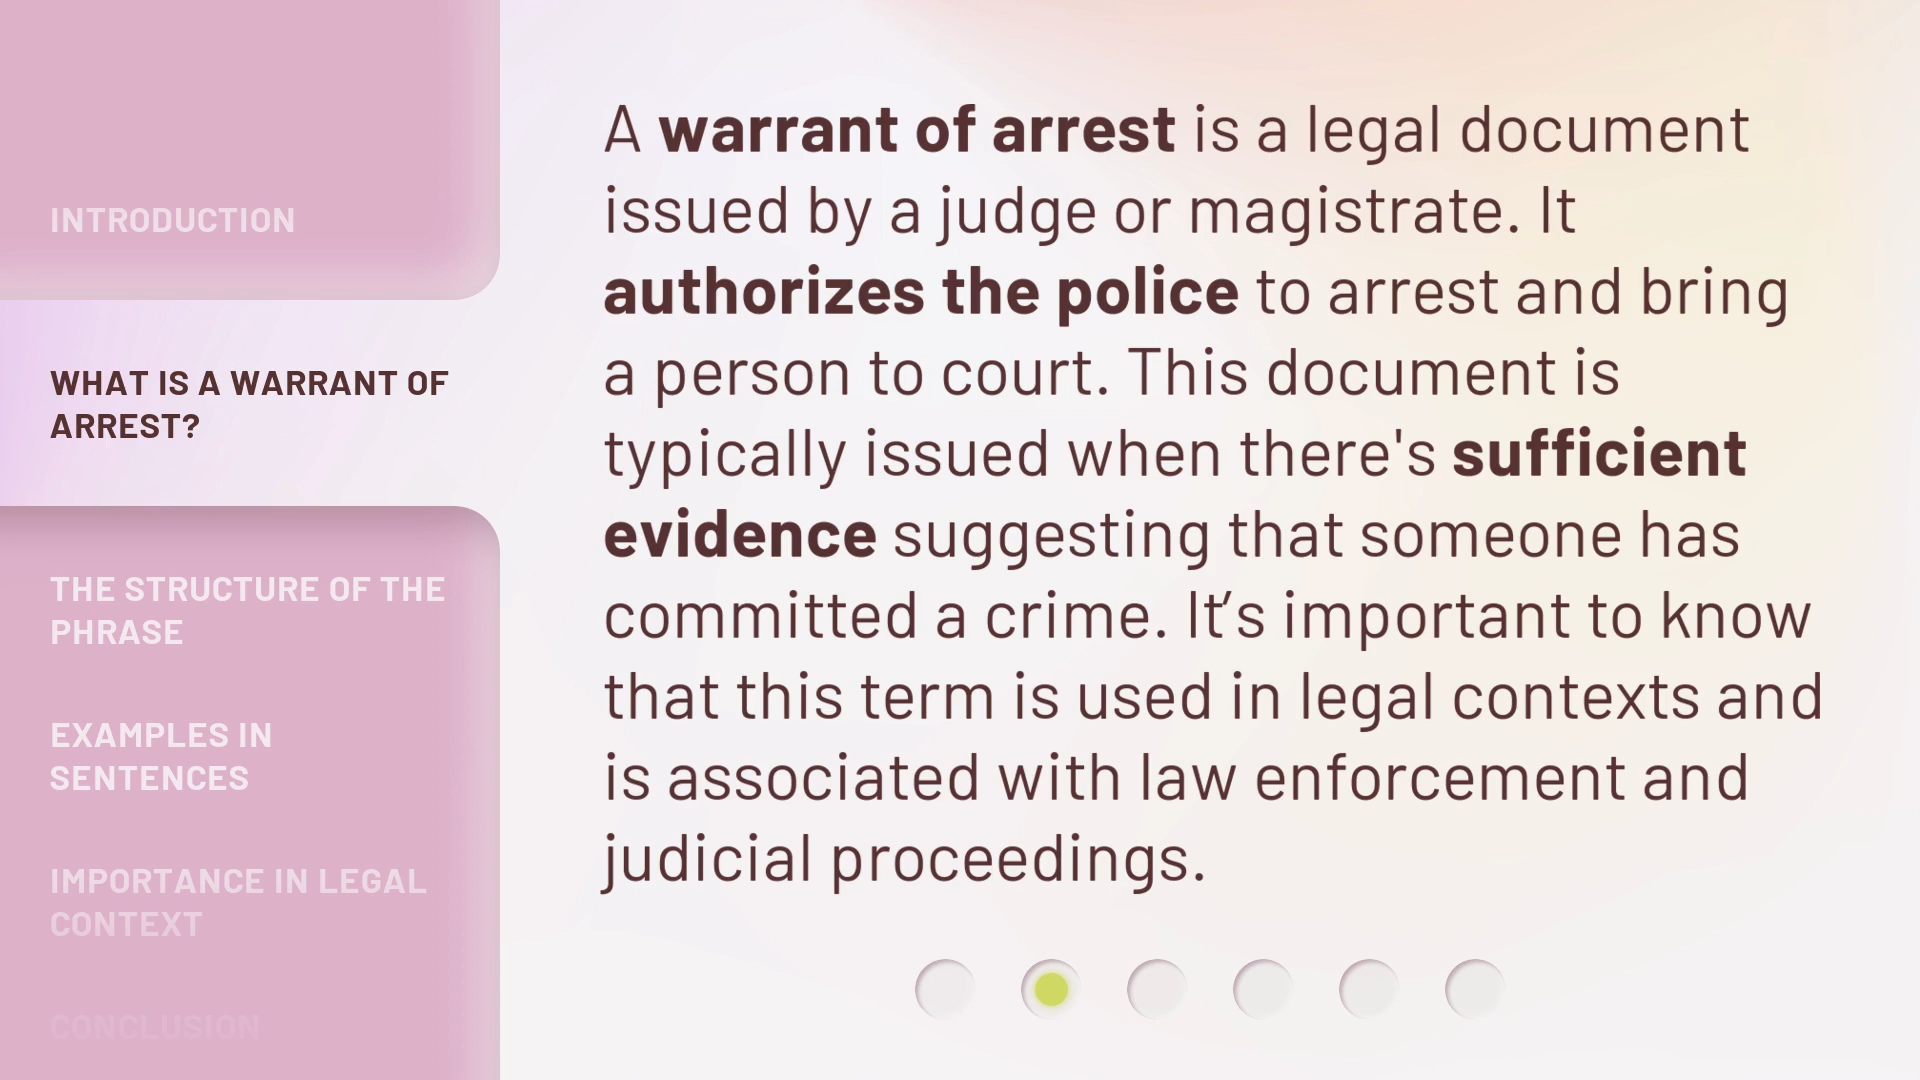 INTRODUCTION
WHAT IS A WARRANT OF
ARREST?
THE STRUCTURE OF THE
PHRASE
EXAMPLES IN
SENTENCES
IMPORTANCE IN LEGAL
CONTEXT
CONCLUSION
A warrant of arrest is a legal document
issued by a judge or magistrate. It
authorizes the police to arrest and bring
a person to court. This document is
typically issued when there's sufficient
evidence suggesting that someone has
committed a crime. It’s important to know
that this term is used in legal contexts and
is associated with law enforcement and
judicial proceedings.